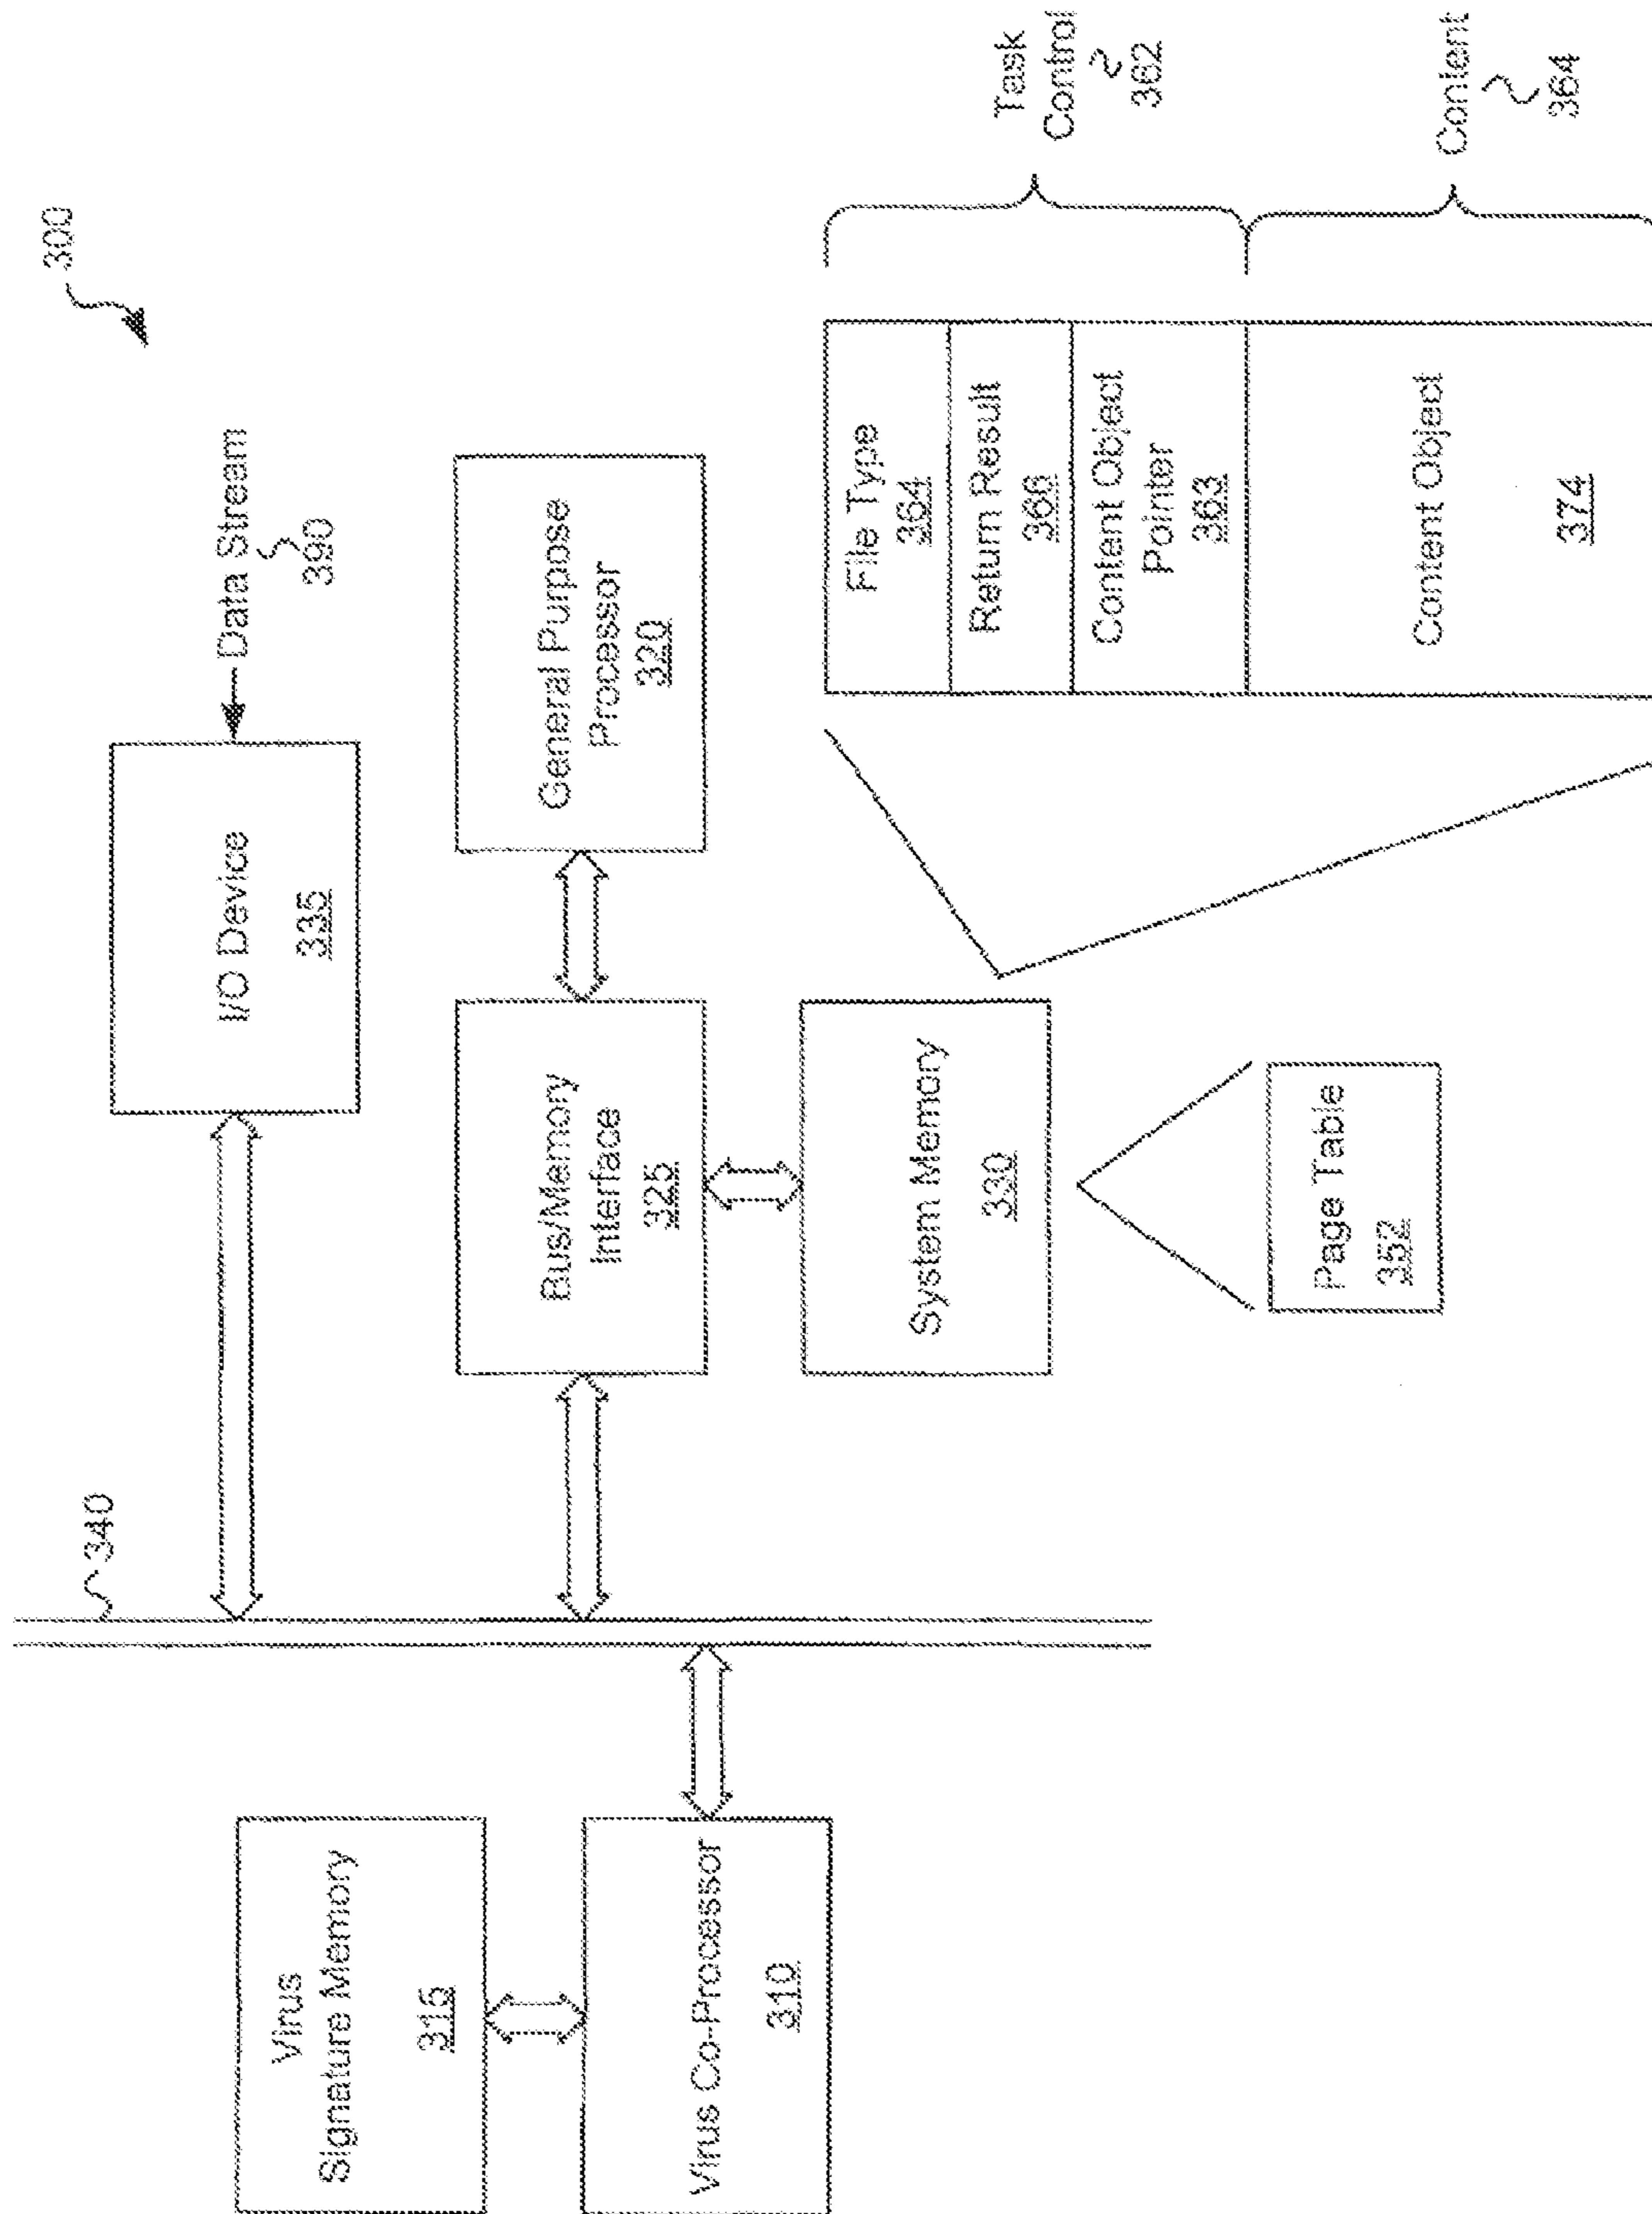 300
340
Data Stream
390
I/O Device
335
Virus
Signature Memory
315
General Purpose
Processor
320
Bus/Memory
Interface
325
Virus Co-Processor
310
System Memory
330
Page Table
352
File Type
364
Return Result
366
Content Object
Pointer
363
Content Object
374
Task
Control
362
Content
364